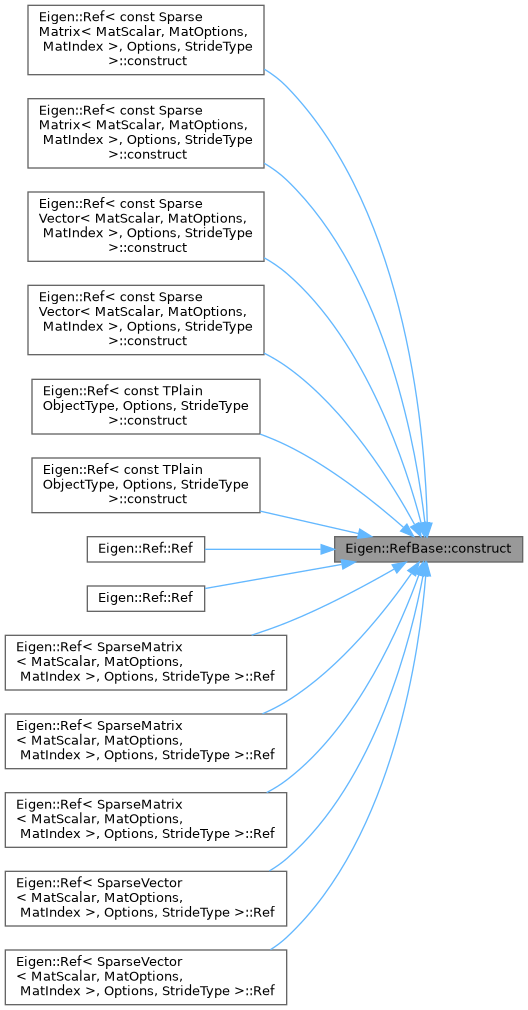 Eigen::Ref< const Sparse
Matrix< MatScalar, MatOptions,
MatIndex >, Options, StrideType
>::construct
Eigen::Ref< const Sparse
Matrix< MatScalar, MatOptions,
MatIndex >, Options, StrideType
>::construct
Eigen::Ref< const Sparse
Vector< MatScalar, MatOptions,
MatIndex >, Options, StrideType
>::construct
Eigen::Ref< const Sparse
Vector< MatScalar, MatOptions,
MatIndex >, Options, StrideType
>::construct
Eigen::Ref< const TPlain
ObjectType, Options, StrideType
>::construct
Eigen::Ref< const TPlain
ObjectType, Options, StrideType
>::construct
Eigen::Ref::Ref
Eigen::RefBase::construct
Eigen::Ref::Ref
Eigen::Ref< SparseMatrix
< MatScalar, MatOptions,
MatIndex >, Options, StrideType >::Ref
Eigen::Ref< SparseMatrix
< MatScalar, MatOptions,
MatIndex >, Options, StrideType >::Ref
Eigen::Ref< SparseMatrix
< MatScalar, MatOptions,
MatIndex >, Options, StrideType >::Ref
Eigen::Ref< SparseVector
< MatScalar, MatOptions,
MatIndex >, Options, StrideType >::Ref
Eigen::Ref< SparseVector
< MatScalar, MatOptions,
MatIndex >, Options, StrideType >::Ref